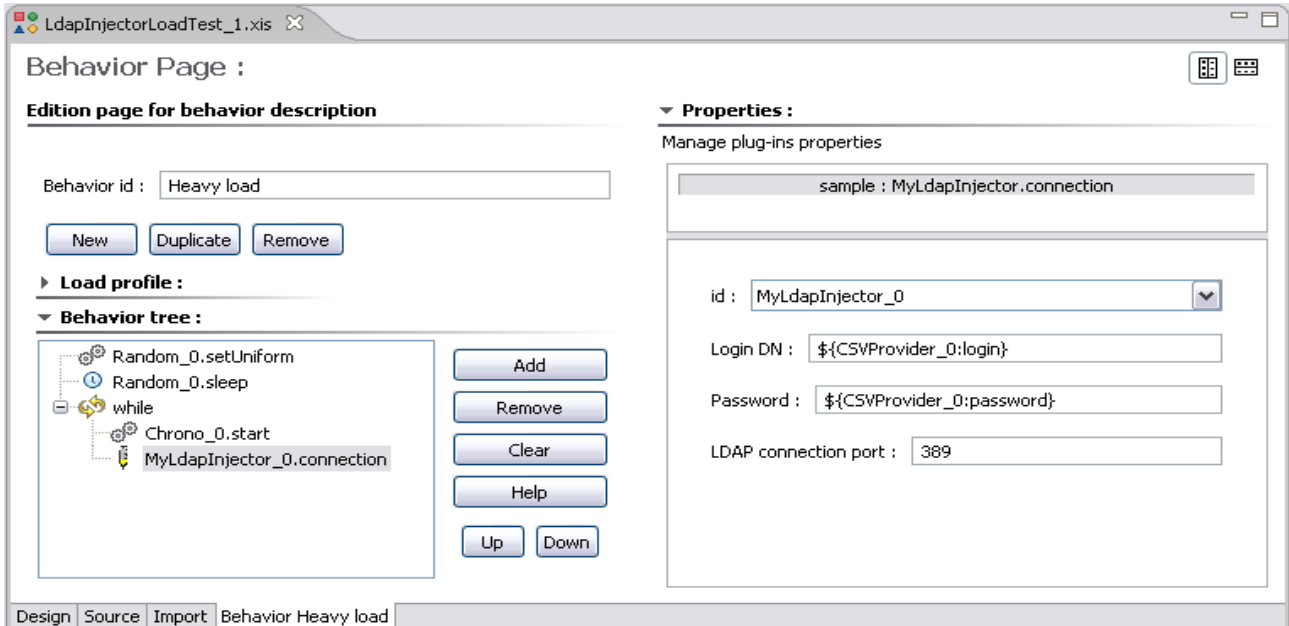 LdapInjectorLoadTest_1.xis
Behavior Page :
Edition page for behavior description
Behavior id : Heavy load
New Duplicate Remove
Load profile :
Behavior tree :
Random_0.setUniform
Random_0.sleep
while
Chrono_0.start
MyLdapInjector_0.connection
Add
Remove
Clear
Help
Up Down
Properties :
Manage plug-ins properties
sample : MyLdapInjector.connection
id : MyLdapInjector_0
Login DN : ${CSVProvider_0:login}
Password : ${CSVProvider_0:password}
LDAP connection port : 389
Design Source Import Behavior Heavy load